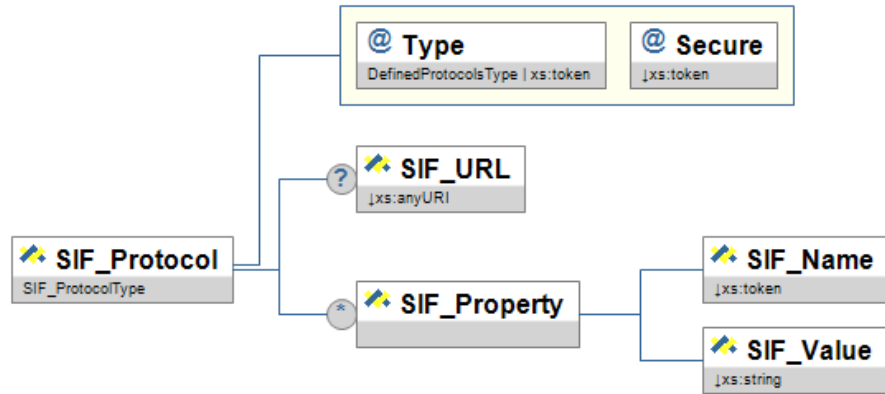 @ Type
DefinedProtocolsType | xs:token
@ Secure
↓xs:token
? SIF_URL
↓xs:anyURI
SIF_Protocol
SIF_ProtocolType
* SIF_Property
SIF_Name
↓xs:token
SIF_Value
↓xs:string